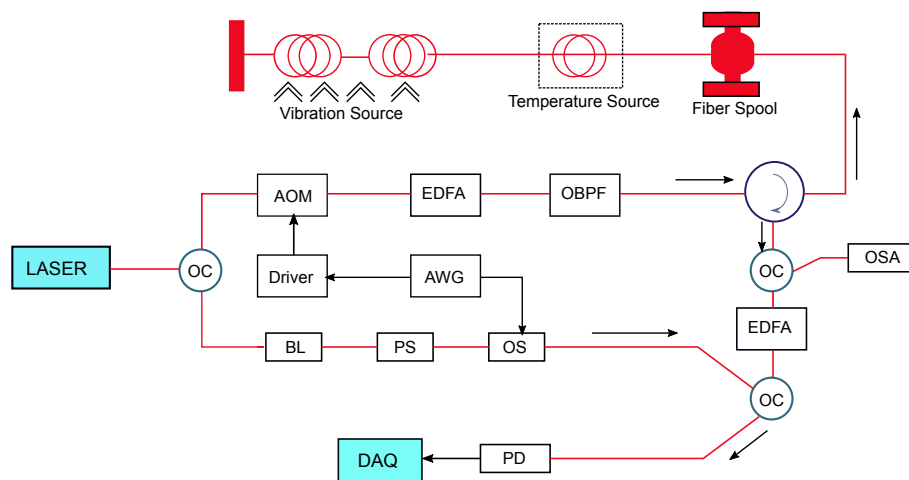 Vibration Source
Temperature Source
Fiber Spool
AOM
EDFA
OBPF
LASER
OC
Driver
AWG
OC
OSA
EDFA
BL
PS
OS
OC
DAQ
PD